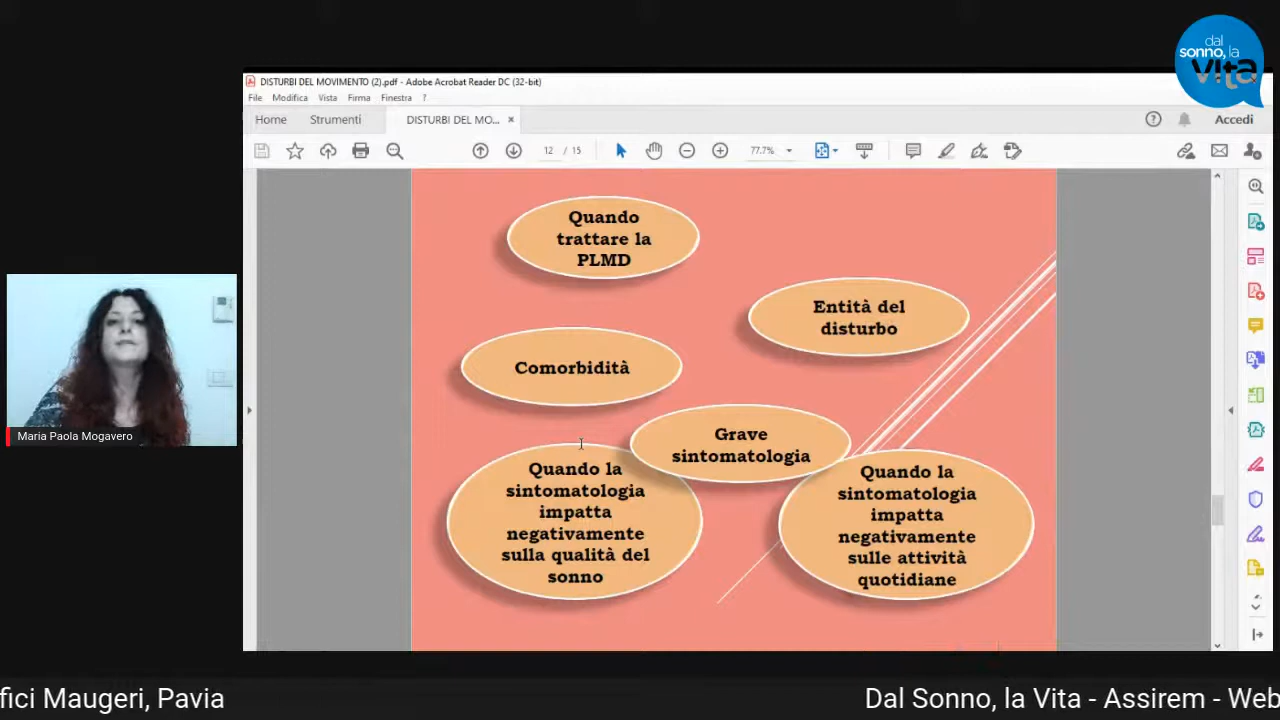 dal
sonno, la
vita
DISTURBI DEL MOVIMENTO (2).pdf - Adobe Acrobat Reader DC (32-bit)
File Modifica Vista Firma Finestra ?
Home Strumenti DISTURBI DEL MO... × Accedi
12 / 15 77.7%
Quando
trattare la
PLMD
Entità del
disturbo
Comorbidità
Grave
sintomatologia
Quando la
sintomatologia
impatta
negativamente
sulla qualità del
sonno
Quando la
sintomatologia
impatta
negativamente
sulle attività
quotidiane
Maria Paola Mogavero
fici Maugeri, Pavia
Dal Sonno, la Vita - Assirem - Web